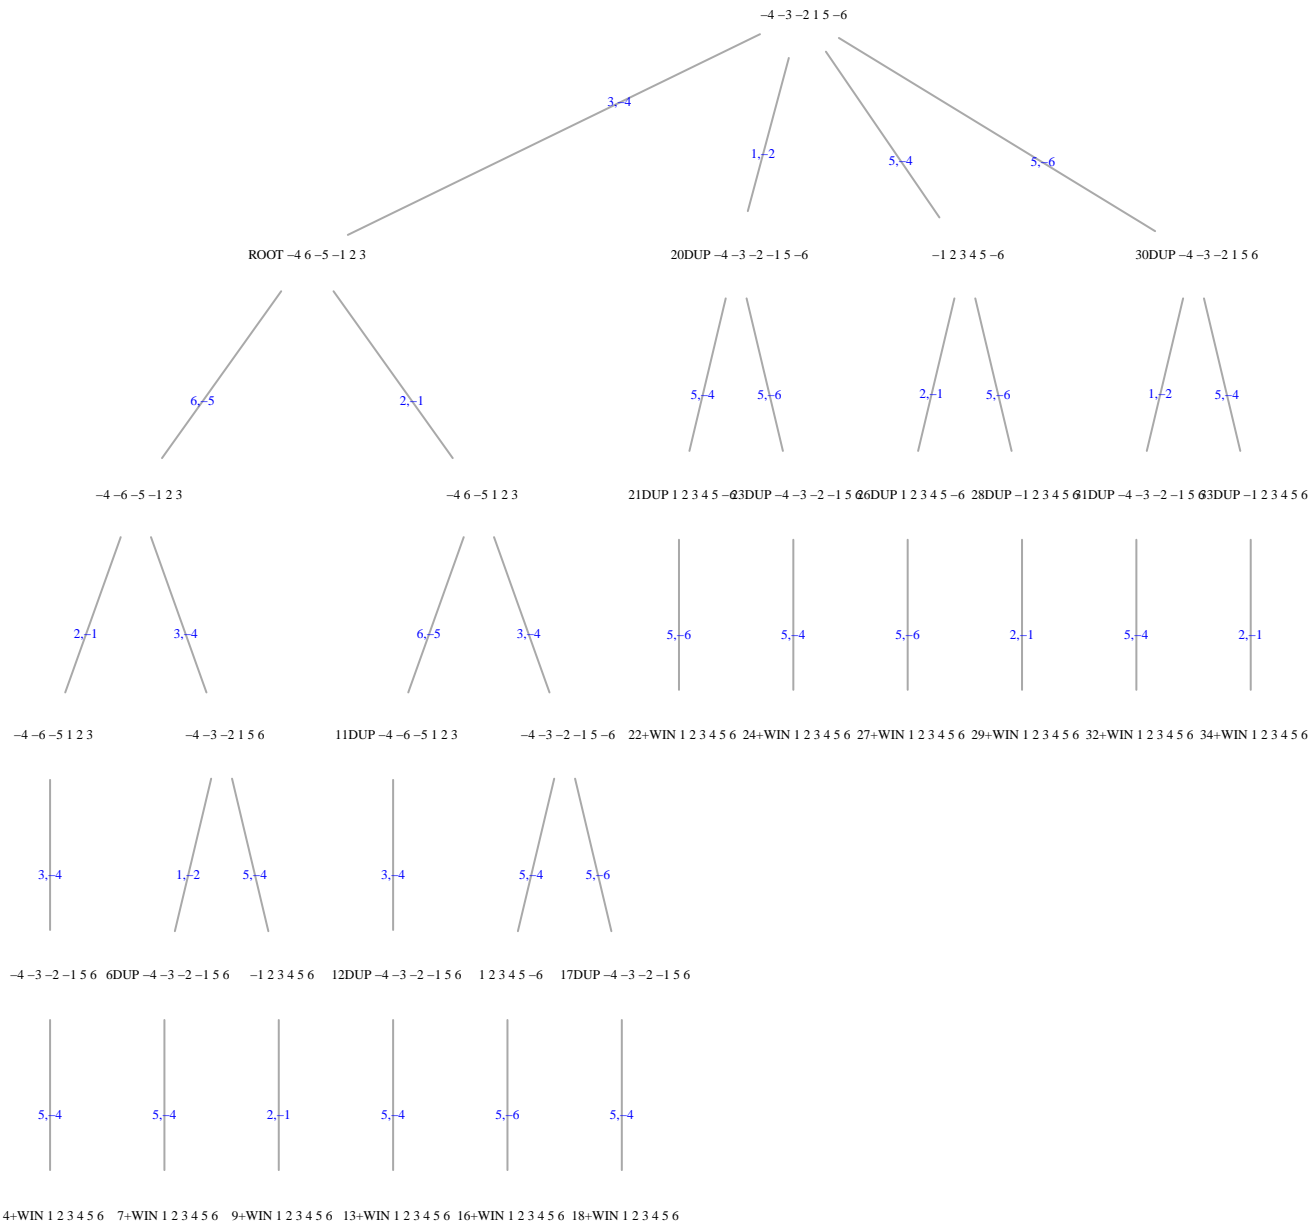 −4 −3 −2 1 5 −6
3,−4
1,−2
5,−4
5,−6
ROOT −4 6 −5 −1 2 3
20DUP −4 −3 −2 −1 5 −6
−1 2 3 4 5 −6
30DUP −4 −3 −2 1 5 6
6,−5
2,−1
5,−4
5,−6
2,−1
5,−6
1,−2
5,−4
−4 −6 −5 −1 2 3
−4 6 −5 1 2 3
21DUP 1 2 3 4 5 −6
23DUP −4 −3 −2 −1 5 6
26DUP 1 2 3 4 5 −6
28DUP −1 2 3 4 5 6
31DUP −4 −3 −2 −1 5 6
33DUP −1 2 3 4 5 6
2,−1
3,−4
6,−5
3,−4
5,−6
5,−4
5,−6
2,−1
5,−4
2,−1
−4 −6 −5 1 2 3
−4 −3 −2 1 5 6
11DUP −4 −6 −5 1 2 3
−4 −3 −2 −1 5 −6
22+WIN 1 2 3 4 5 6
24+WIN 1 2 3 4 5 6
27+WIN 1 2 3 4 5 6
29+WIN 1 2 3 4 5 6
32+WIN 1 2 3 4 5 6
34+WIN 1 2 3 4 5 6
3,−4
1,−2
5,−4
3,−4
5,−4
5,−6
−4 −3 −2 −1 5 6
6DUP −4 −3 −2 −1 5 6
−1 2 3 4 5 6
12DUP −4 −3 −2 −1 5 6
1 2 3 4 5 −6
17DUP −4 −3 −2 −1 5 6
5,−4
5,−4
2,−1
5,−4
5,−6
5,−4
4+WIN 1 2 3 4 5 6
7+WIN 1 2 3 4 5 6
9+WIN 1 2 3 4 5 6
13+WIN 1 2 3 4 5 6
16+WIN 1 2 3 4 5 6
18+WIN 1 2 3 4 5 6